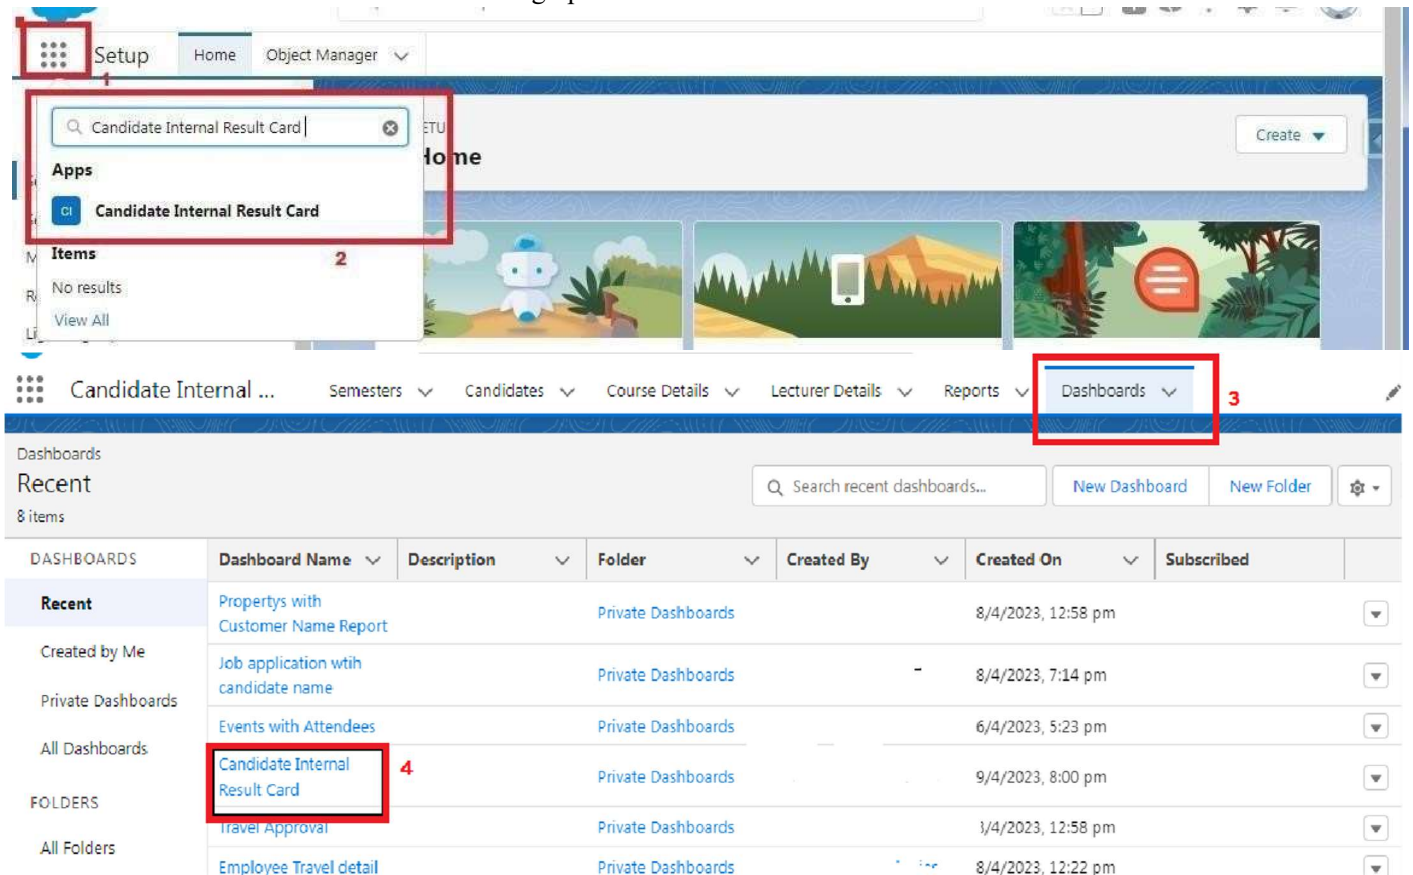 Setup Home Object Manager
1
Candidate Internal Result Card
Home
Create
Apps
CI Candidate Internal Result Card
Items
2
No results
View All
Candidate Internal ... Semesters Candidates Course Details Lecturer Details Reports Dashboards
3
Dashboards
Recent
8 items
Search recent dashboards...
New Dashboard
New Folder
DASHBOARDS
Dashboard Name Description Folder Created By Created On Subscribed
Recent
Propertys with
Customer Name Report
Private Dashboards
8/4/2023, 12:58 pm
Created by Me
Job application wtih
candidate name
Private Dashboards
8/4/2023, 7:14 pm
Private Dashboards
Events with Attendees
Private Dashboards
6/4/2023, 5:23 pm
All Dashboards
Candidate Internal
Result Card
4
Private Dashboards
9/4/2023, 8:00 pm
FOLDERS
Travel Approval
Private Dashboards
/4/2023, 12:58 pm
All Folders
Employee Travel detail
Private Dashboards
8/4/2023, 12:22 pm